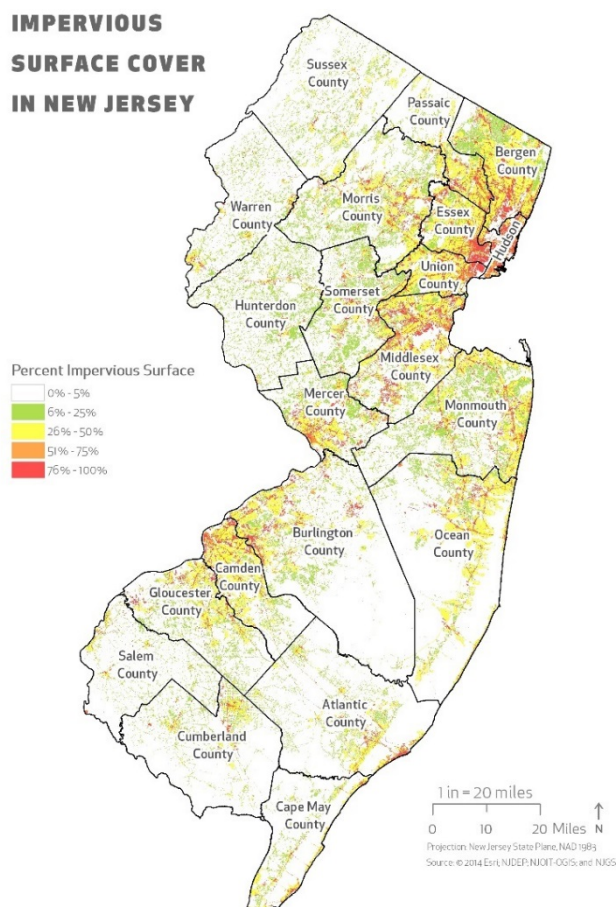 IMPERVIOUS
SURFACE COVER
IN NEW JERSEY
Sussex
County
Passaic
County
Bergen
County
Warren
County
Morris
County
Essex
County
Hudson
Union
County
Hunterdon
County
Somerset
County
Middlesex
County
Mercer
County
Monmouth
County
Percent Impervious Surface
0% - 5%
6% - 25%
26% - 50%
51% - 75%
76% - 100%
Burlington
County
Ocean
County
Camden
County
Gloucester
County
Salem
County
Atlantic
County
Cumberland
County
Cape May
County
1 in = 20 miles
0 10 20 Miles
N
Projection: New Jersey State Plane, NAD 1983
Source: © 2014 Esri; NJDEP; NJOIT-OGIS; and NJGS